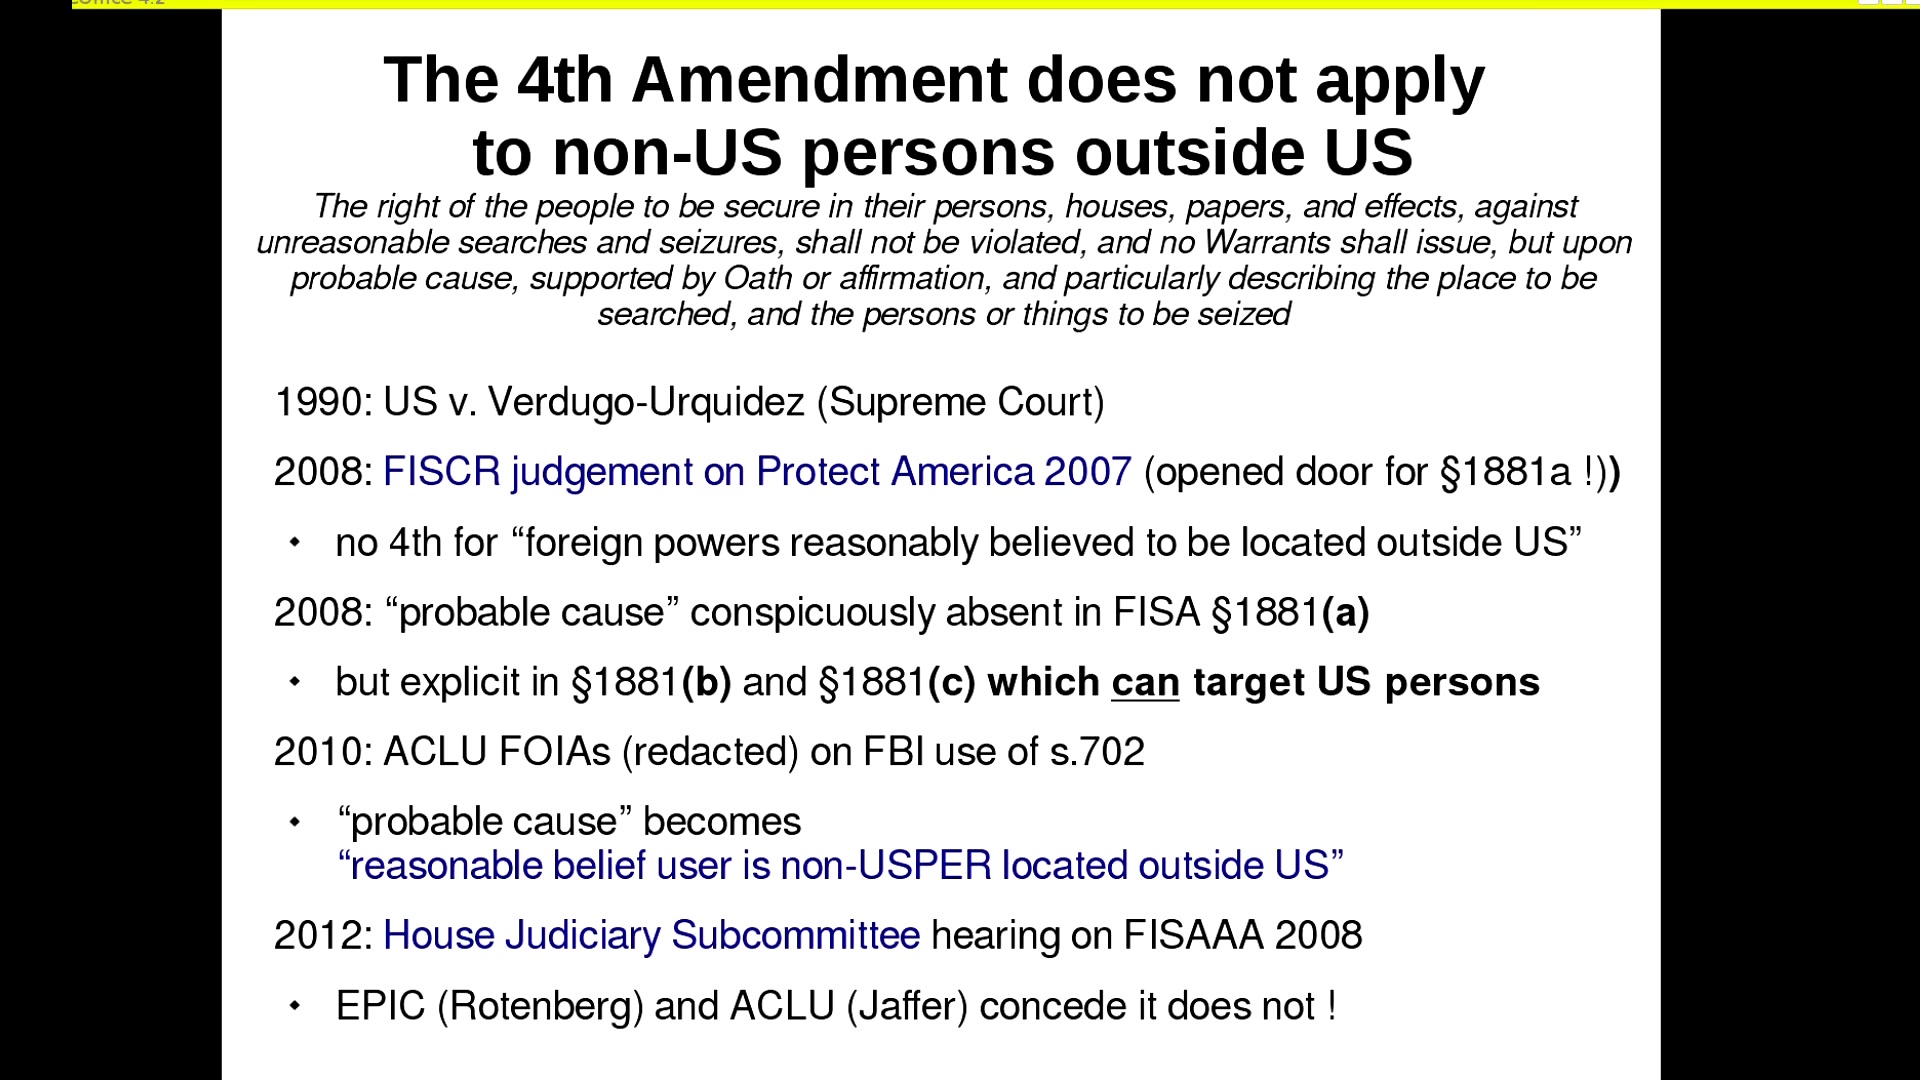 The 4th Amendment does not apply
to non-US persons outside US
The right of the people to be secure in their persons, houses, papers, and effects, against
unreasonable searches and seizures, shall not be violated, and no Warrants shall issue, but upon
probable cause, supported by Oath or affirmation, and particularly describing the place to be
searched, and the persons or things to be seized
1990: US v. Verdugo-Urquidez (Supreme Court)
2008: FISCR judgement on Protect America 2007 (opened door for §1881a !))
• no 4th for “foreign powers reasonably believed to be located outside US”
2008: “probable cause” conspicuously absent in FISA §1881(a)
• but explicit in §1881(b) and §1881(c) which can target US persons
2010: ACLU FOIAs (redacted) on FBI use of s.702
• “probable cause” becomes
“reasonable belief user is non-USPER located outside US”
2012: House Judiciary Subcommittee hearing on FISAAA 2008
• EPIC (Rotenberg) and ACLU (Jaffer) concede it does not !